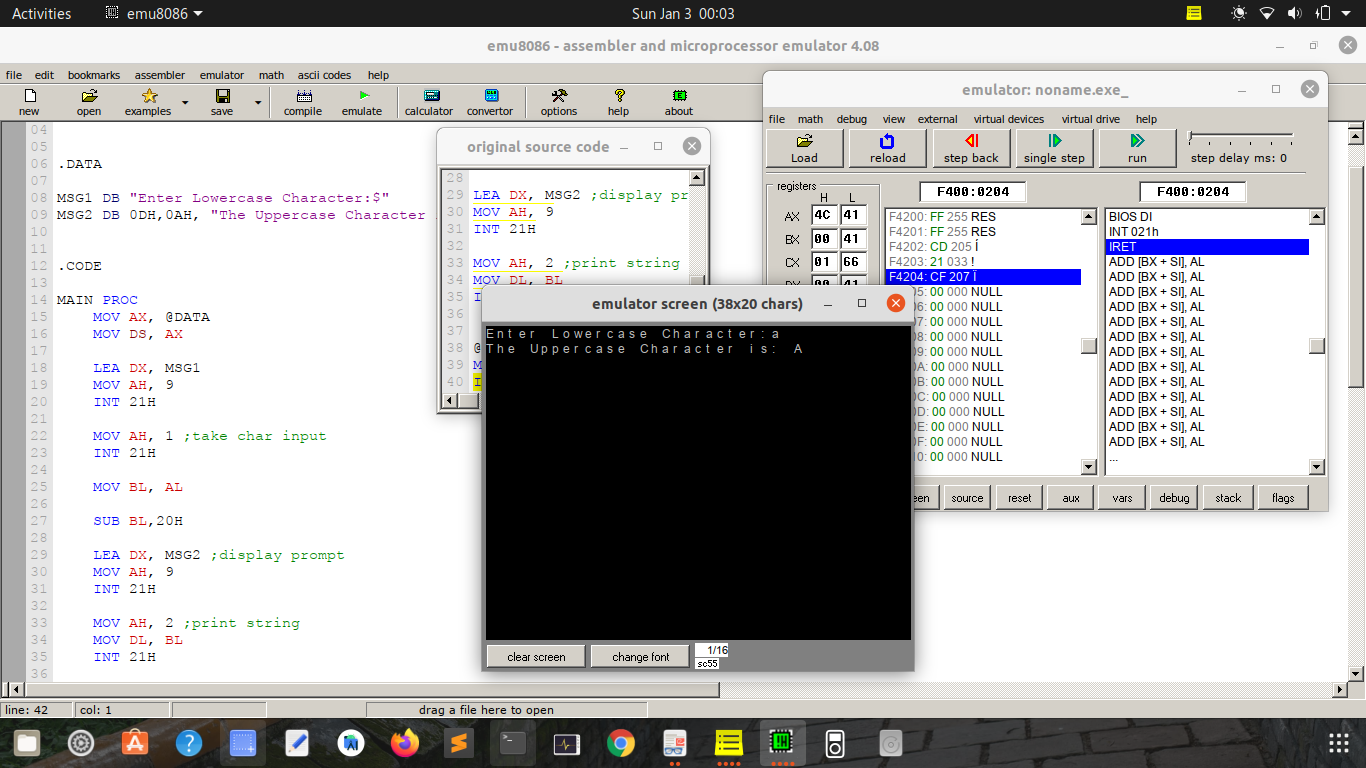 Activities
emu8086
Sun Jan 3 00:03
emu8086 - assembler and microprocessor emulator 4.08
file edit bookmarks assembler emulator math ascii codes help
new open examples save compile emulate calculator convertor options help about
04
05
06 .DATA
07
08 MSG1 DB "Enter Lowercase Character:$"
09 MSG2 DB 0DH,0AH, "The Uppercase Character
10
11
12 .CODE
13
14 MAIN PROC
15 MOV AX, @DATA
16 MOV DS, AX
17
18 LEA DX, MSG1
19 MOV AH, 9
20 INT 21H
21
22 MOV AH, 1 ;take char input
23 INT 21H
24
25 MOV BL, AL
26
27 SUB BL,20H
28
29 LEA DX, MSG2 ;display prompt
30 MOV AH, 9
31 INT 21H
32
33 MOV AH, 2 ;print string
34 MOV DL, BL
35 INT 21H
36
line: 42
col: 1
drag a file here to open
original source code
28
29 LEA DX, MSG2 ;display pr
30 MOV AH, 9
31 INT 21H
32
33 MOV AH, 2 ;print string
34 MOV DL, BL
35
36
37
38
39
40
emulator: noname.exe_
file math debug view external virtual devices virtual drive help
Load reload step back single step run step delay ms: 0
registers
H L
AX 4C 41
BX 00 41
CX 01 66
F400:0204
F400:0204
F4200: FF 255 RES
F4201: FF 255 RES
F4202: CD 205 Í
F4203: 21 033 !
F4204: CF 207 Ï
05: 00 000 NULL
06: 00 000 NULL
07: 00 000 NULL
08: 00 000 NULL
09: 00 000 NULL
0A: 00 000 NULL
0B: 00 000 NULL
0C: 00 000 NULL
0D: 00 000 NULL
0E: 00 000 NULL
0F: 00 000 NULL
10: 00 000 NULL
BIOS DI
INT 021h
IRET
ADD [BX + SI], AL
ADD [BX + SI], AL
ADD [BX + SI], AL
ADD [BX + SI], AL
ADD [BX + SI], AL
ADD [BX + SI], AL
ADD [BX + SI], AL
ADD [BX + SI], AL
ADD [BX + SI], AL
ADD [BX + SI], AL
ADD [BX + SI], AL
ADD [BX + SI], AL
ADD [BX + SI], AL
...
source reset aux vars debug stack flags
emulator screen (38x20 chars)
Enter Lowercase Character:a
The Uppercase Character is: A
clear screen
change font
1/16
sc55